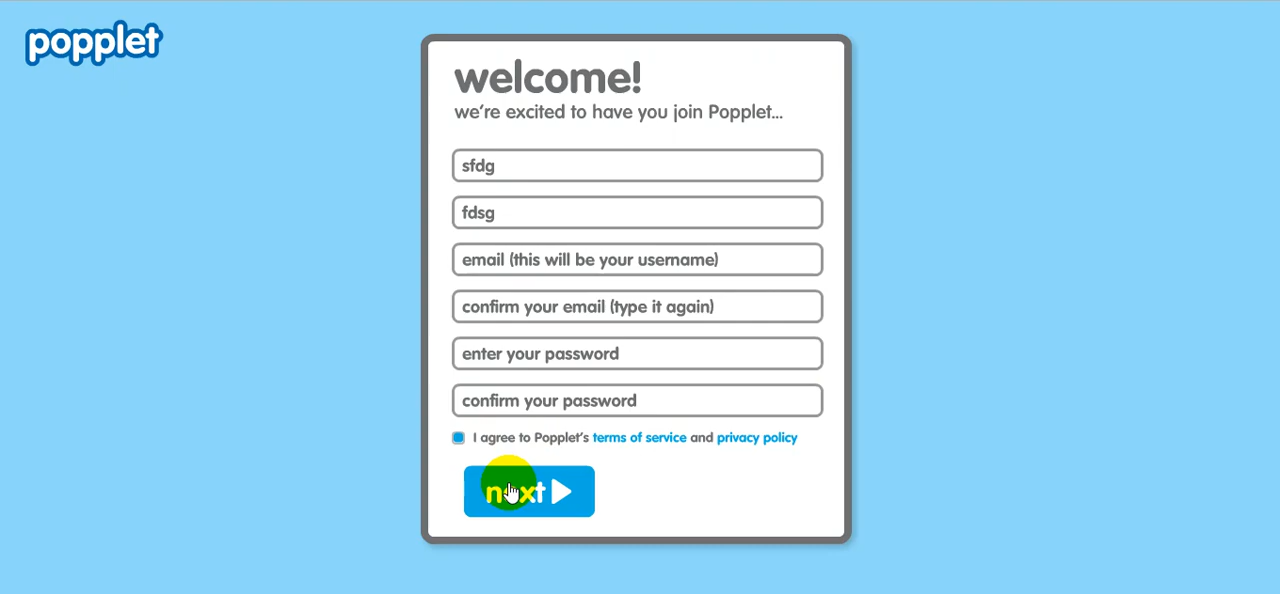 popplet
welcome!
we're excited to have you join Popplet...
sfdg
fdsg
email (this will be your username)
confirm your email (type it again)
enter your password
confirm your password
I agree to Popplet's terms of service and privacy policy
next